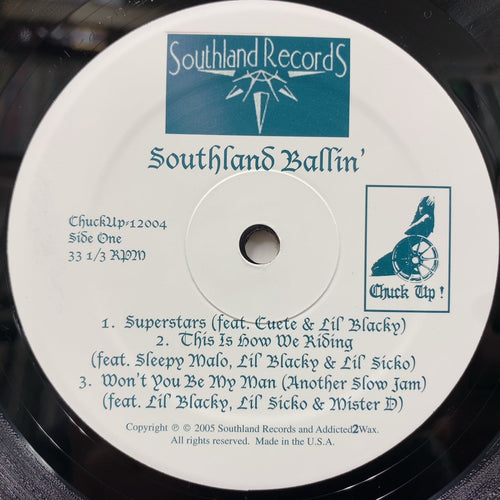 Southland Records
Southland Ballin'
ChuckUp-12004
Side One
33 1/3 RPM
Chuck Up!
1. Superstars (feat. Cuete & Lil' Blacky)
2. This Is How We Riding
(feat. Sleepy Malo, Lil' Blacky & Lil' Sicko)
3. Won't You Be My Man (Another Slow Jam)
(feat. Lil' Blacky, Lil' Sicko & Mister D)
Copyright ℗ © 2005 Southland Records and Addicted2Wax.
All rights reserved. Made in the U.S.A.